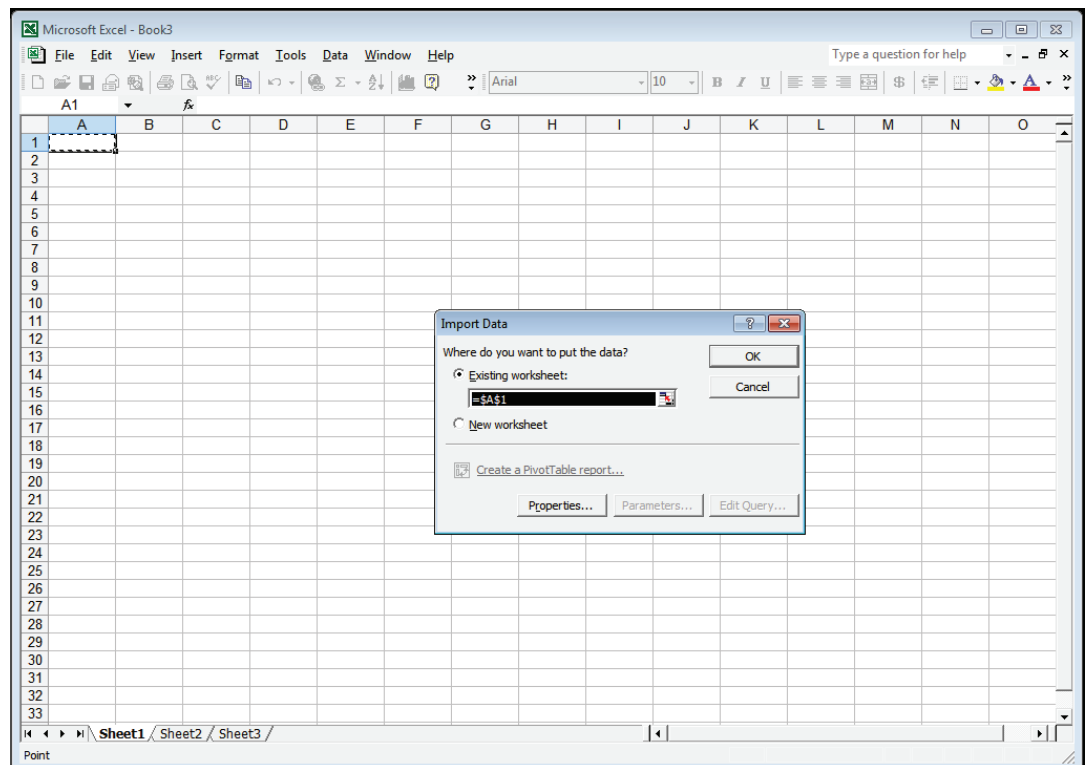 Microsoft Excel - Book3
File Edit View Insert Format Tools Data Window Help Type a question for help
Arial 10 B I U $ A
A1 fx
A B C D E F G H I J K L M N O
1
2
3
4
5
6
7
8
9
10
11
12
13
14
15
16
17
18
19
20
21
22
23
24
25
26
27
28
29
30
31
32
33
Import Data
Where do you want to put the data?
OK
Existing worksheet:
Cancel
=$A$1
New worksheet
Create a PivotTable report...
Properties... Parameters... Edit Query...
Sheet1 Sheet2 Sheet3
Point